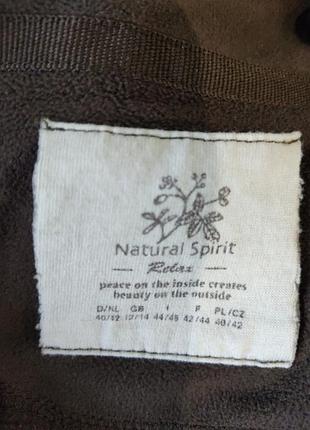 Natural Spirit
Relax
peace on the inside creates
beauty on the outside
D/NL GB I F PL/CZ
40/42 12/14 44/46 42/44 40/42